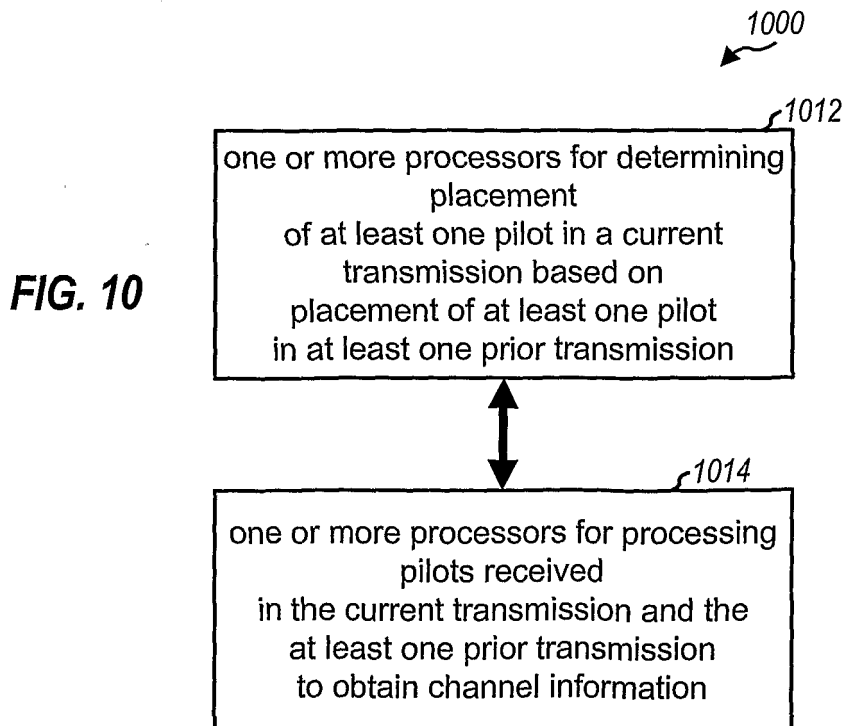 1000
1012
one or more processors for determining
placement
of at least one pilot in a current
transmission based on
placement of at least one pilot
in at least one prior transmission
FIG. 10
1014
one or more processors for processing
pilots received
in the current transmission and the
at least one prior transmission
to obtain channel information